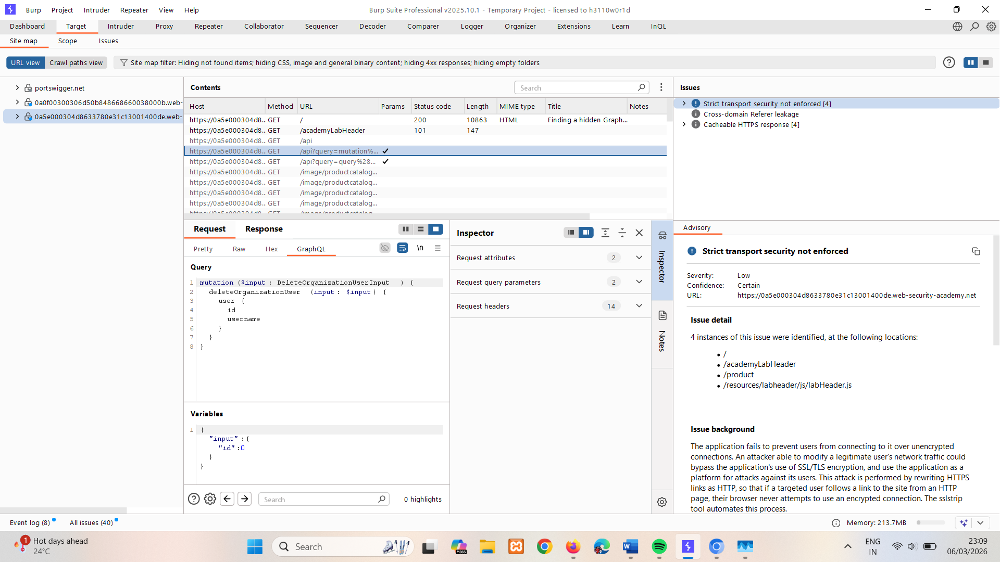 Burp Project Intruder Repeater View Help
Burp Suite Professional v2025.10.1 - Temporary Project - licensed to h3110w0r1d
Dashboard Target Intruder Proxy Repeater Collaborator Sequencer Decoder Comparer Logger Organizer Extensions Learn InQL
Site map Scope Issues
URL view Crawl paths view Site map filter: Hiding not found items; hiding CSS, image and general binary content; hiding 4xx responses; hiding empty folders
portswigger.net
0a0f00300306d50b848668660038000b.web-
0a5e000304d8633780e31c13001400de.web-
Contents
Search
Host Method URL Params Status code Length MIME type Title Notes
https://0a5e000304d8.. GET / 200 10863 HTML Finding a hidden Graph...
https://0a5e000304d8.. GET /academyLabHeader 101 147
https://0a5e000304d8.. GET /api
https://0a5e000304d8.. GET /api?query=mutation%... ✓
https://0a5e000304d8.. GET /api?query=query%28... ✓
https://0a5e000304d8.. GET /image/productcatalog...
https://0a5e000304d8.. GET /image/productcatalog...
https://0a5e000304d8.. GET /image/productcatalog...
https://0a5e000304d8.. GET /image/productcatalog...
https://0a5e000304d8.. GET /image/productcatalog...
Request Response
Pretty Raw Hex GraphQL
\n
Query
1 mutation ($input : DeleteOrganizationUserInput ) {
2 deleteOrganizationUser (input : $input ) {
3 user {
4 id
5 username
6 }
7 }
8 }
Variables
1 {
"input" :{
"id" :0
}
}
Search
0 highlights
Inspector
Request attributes 2
Request query parameters 2
Request headers 14
Inspector
Notes
Issues
Strict transport security not enforced [4]
Cross-domain Referer leakage
Cacheable HTTPS response [4]
Advisory
Strict transport security not enforced
Severity: Low
Confidence: Certain
URL: https://0a5e000304d8633780e31c13001400de.web-security-academy.net
Issue detail
4 instances of this issue were identified, at the following locations:
• /
• /academyLabHeader
• /product
• /resources/labheader/js/labHeader.js
Issue background
The application fails to prevent users from connecting to it over unencrypted
connections. An attacker able to modify a legitimate user's network traffic could
bypass the application's use of SSL/TLS encryption, and use the application as a
platform for attacks against its users. This attack is performed by rewriting HTTPS
links as HTTP, so that if a targeted user follows a link to the site from an HTTP
page, their browser never attempts to use an encrypted connection. The sslstrip
tool automates this process.
Event log (8) All issues (40)
Memory: 213.7MB
1
Hot days ahead
24°C
Search
M365
ENG
IN
23:09
06/03/2026